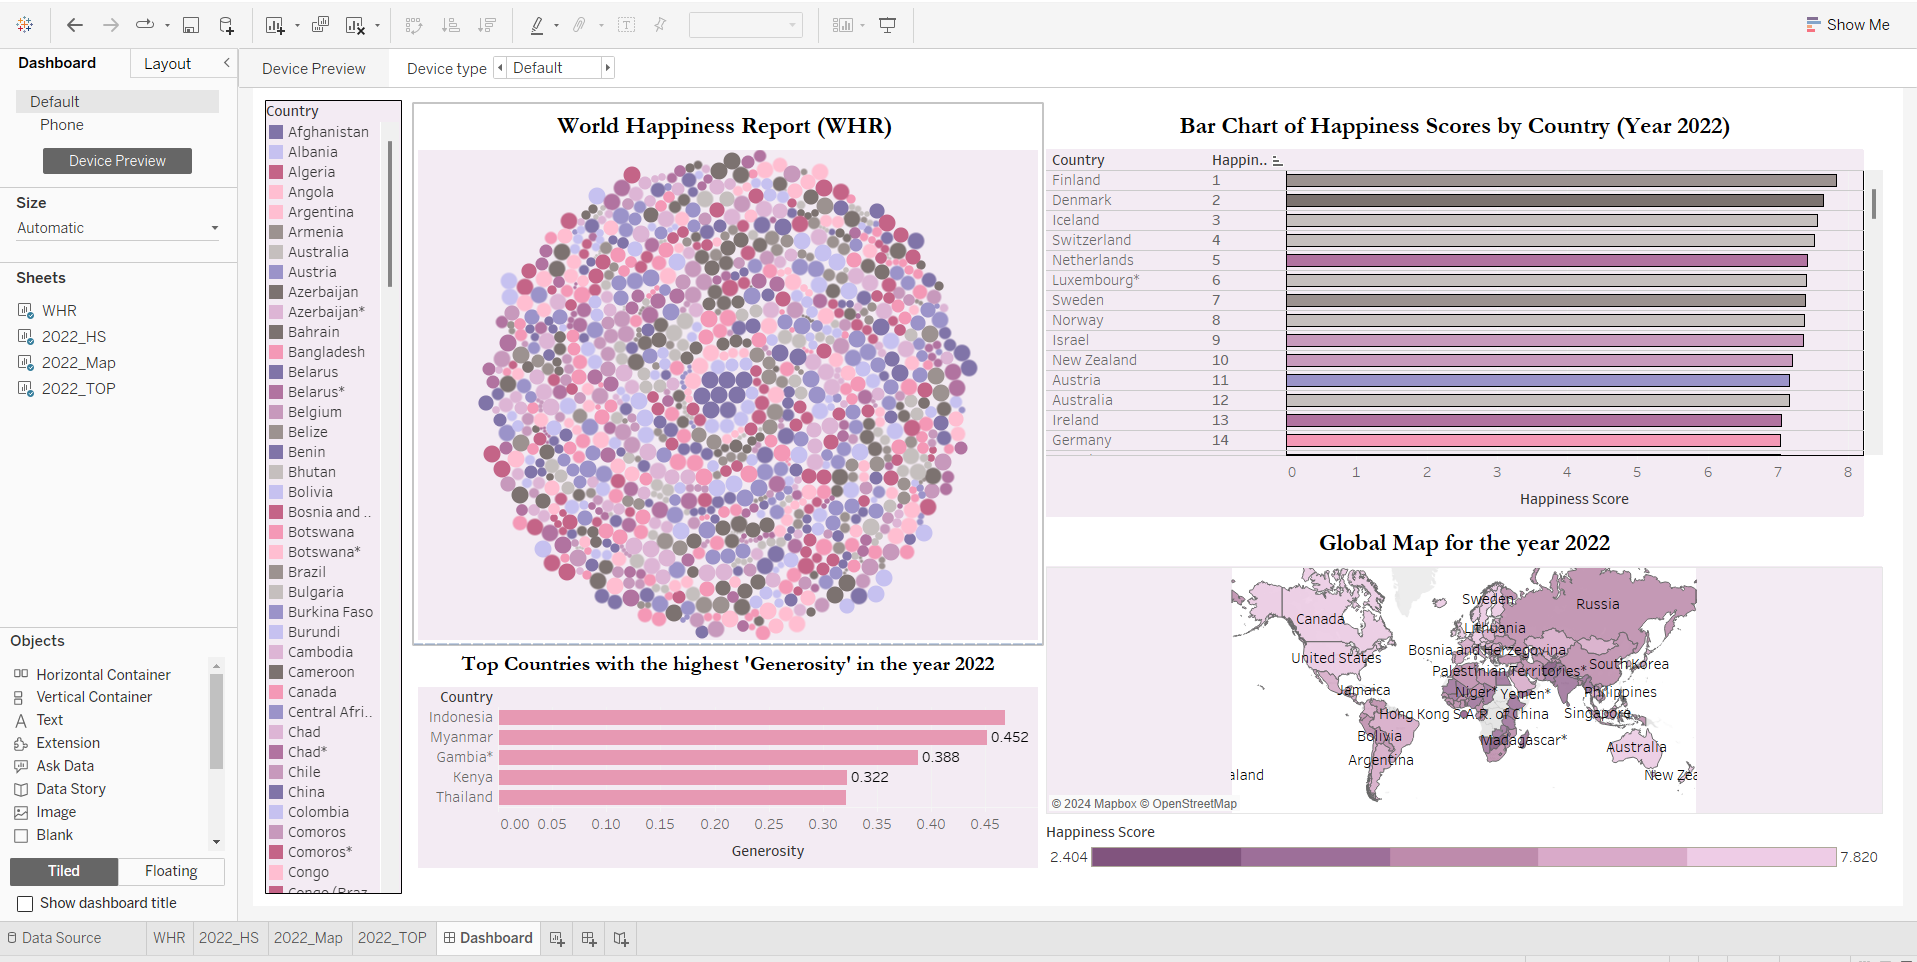 Show Me
Dashboard
Layout
Device Preview
Device type
Default
Default
Phone
Device Preview
Size
Automatic
Sheets
WHR
2022_HS
2022_Map
2022_TOP
Objects
Horizontal Container
Vertical Container
Text
Extension
Ask Data
Data Story
Image
Blank
Tiled
Floating
Show dashboard title
Country
Afghanistan
Albania
Algeria
Angola
Argentina
Armenia
Australia
Austria
Azerbaijan
Azerbaijan*
Bahrain
Bangladesh
Belarus
Belarus*
Belgium
Belize
Benin
Bhutan
Bolivia
Bosnia and ..
Botswana
Botswana*
Brazil
Bulgaria
Burkina Faso
Burundi
Cambodia
Cameroon
Canada
Central Afri..
Chad
Chad*
Chile
China
Colombia
Comoros
Comoros*
Congo
Congo (Braz
World Happiness Report (WHR)
Top Countries with the highest 'Generosity' in the year 2022
Country
Indonesia
Myanmar 0.452
Gambia* 0.388
Kenya 0.322
Thailand
0.00 0.05 0.10 0.15 0.20 0.25 0.30 0.35 0.40 0.45
Generosity
Bar Chart of Happiness Scores by Country (Year 2022)
Country Happin..
Finland 1
Denmark 2
Iceland 3
Switzerland 4
Netherlands 5
Luxembourg* 6
Sweden 7
Norway 8
Israel 9
New Zealand 10
Austria 11
Australia 12
Ireland 13
Germany 14
0 1 2 3 4 5 6 7 8
Happiness Score
Global Map for the year 2022
Sweden
Russia
Canada
Lithuania
Bosnia and Herzegovina
United States
South Korea
Palestinian Territories*
Jamaica
Niger*
Yemen*
Philippines
Hong Kong S.A.R. of China
Singapore
Bolivia
Madagascar*
Australia
Argentina
aland
New Zea
© 2024 Mapbox © OpenStreetMap
Happiness Score
2.404 7.820
Data Source
WHR
2022_HS
2022_Map
2022_TOP
Dashboard